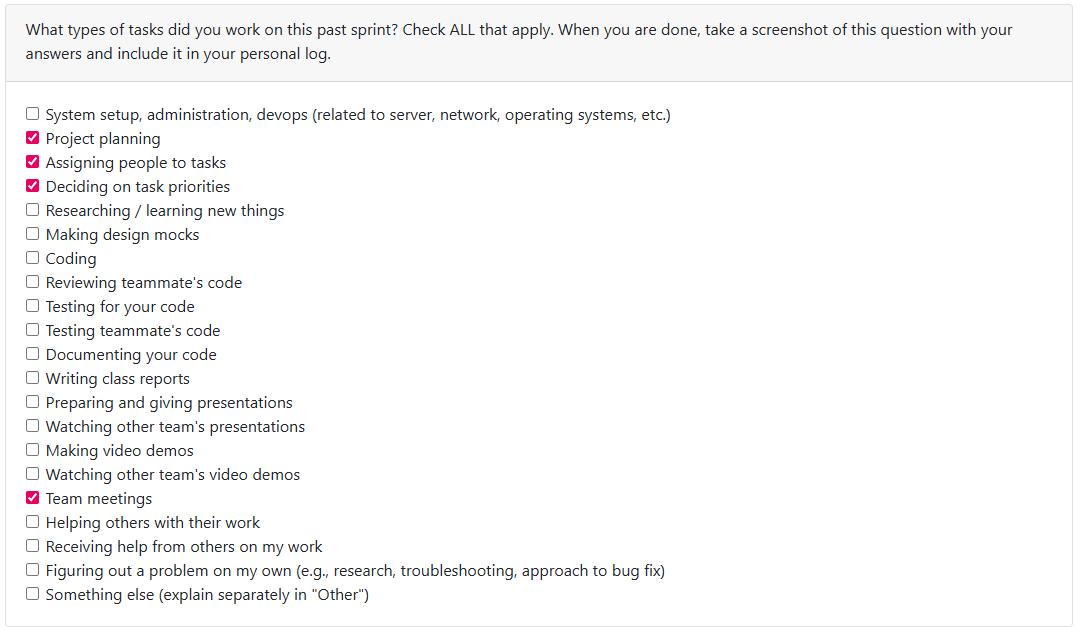 What types of tasks did you work on this past sprint? Check ALL that apply. When you are done, take a screenshot of this question with your
answers and include it in your personal log.
System setup, administration, devops (related to server, network, operating systems, etc.)
Project planning
Assigning people to tasks
Deciding on task priorities
Researching / learning new things
Making design mocks
Coding
Reviewing teammate's code
Testing for your code
Testing teammate's code
Documenting your code
Writing class reports
Preparing and giving presentations
Watching other team's presentations
Making video demos
Watching other team's video demos
Team meetings
Helping others with their work
Receiving help from others on my work
Figuring out a problem on my own (e.g., research, troubleshooting, approach to bug fix)
Something else (explain separately in "Other")